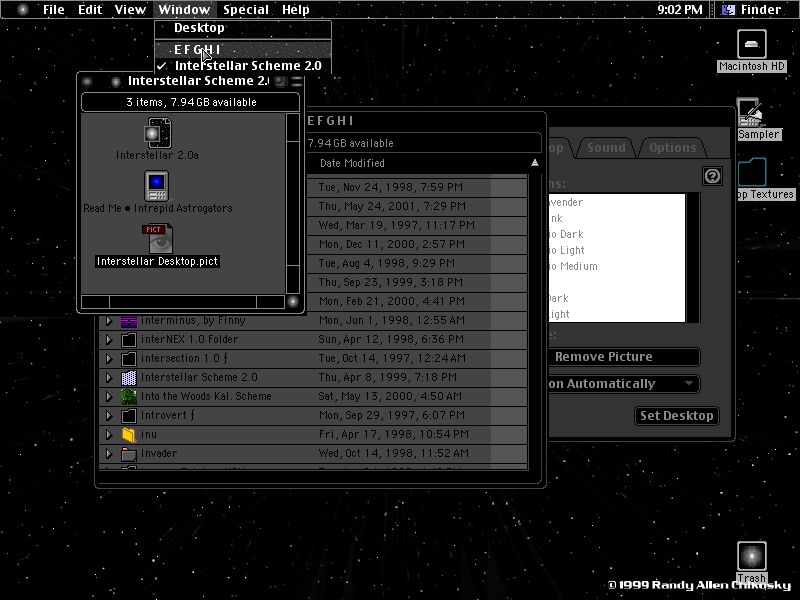 File Edit View Window Special Help 9:02 PM Finder
Desktop
E F G H I
✓ Interstellar Scheme 2.0
Macintosh HD
Interstellar Scheme 2.
3 items, 7.94 GB available
Interstellar 2.0a
Read Me • Intrepid Astrogators
PICT
Interstellar Desktop.pict
E F G H I
7.94 GB available
Date Modified
Tue, Nov 24, 1998, 7:59 PM
Thu, May 24, 2001, 7:29 PM
Wed, Mar 19, 1997, 11:17 PM
Mon, Dec 11, 2000, 2:57 PM
Tue, Aug 4, 1998, 9:29 PM
Thu, Sep 23, 1999, 3:18 PM
Mon, Feb 21, 2000, 4:41 PM
interminus, by Finny Mon, Jun 1, 1998, 12:55 AM
interNEX 1.0 Folder Sun, Apr 12, 1998, 6:36 PM
intersection 1.0 ƒ Tue, Oct 14, 1997, 12:24 AM
Interstellar Scheme 2.0 Thu, Apr 8, 1999, 7:18 PM
Into the Woods Kal. Scheme Sat, May 13, 2000, 4:50 AM
Introvert ƒ Mon, Sep 29, 1997, 6:07 PM
inu Fri, Apr 17, 1998, 10:54 PM
Invader Wed, Oct 14, 1998, 11:52 AM
op Sound Options
?
ns:
avender
nk
io Dark
io Light
io Medium
Dark
Light
e:
Remove Picture
on Automatically
Set Desktop
Sampler
op Textures
Trash
©1999 Randy Allen Chikosky